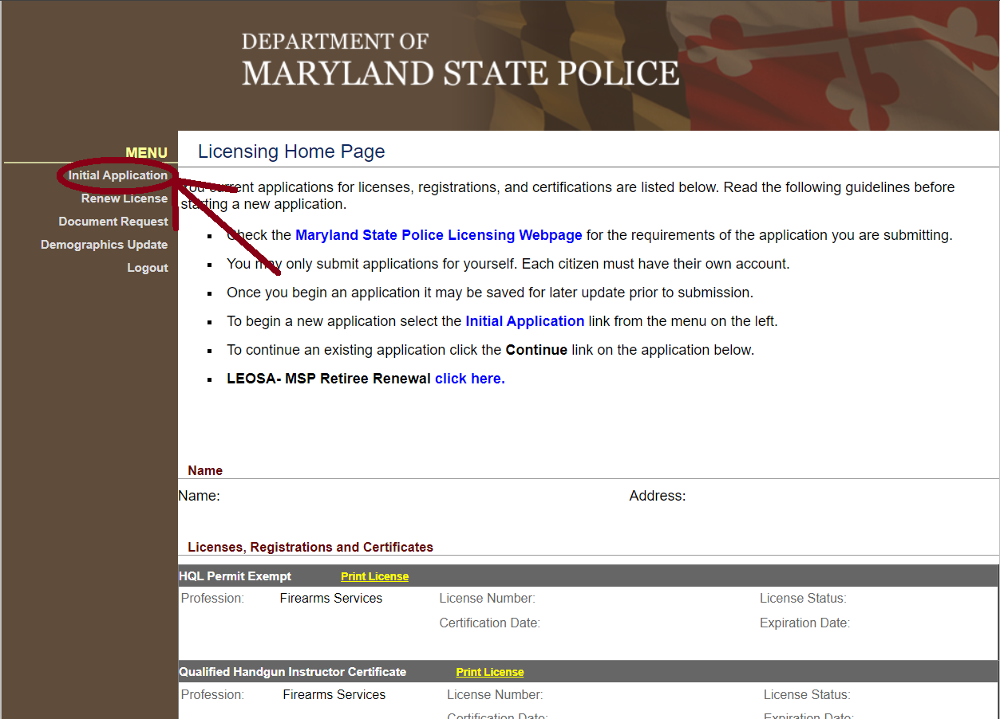 DEPARTMENT OF
MARYLAND STATE POLICE
MENU
Initial Application
Renew License
Document Request
Demographics Update
Logout
Licensing Home Page
You current applications for licenses, registrations, and certifications are listed below. Read the following guidelines before
starting a new application.
Check the Maryland State Police Licensing Webpage for the requirements of the application you are submitting.
You may only submit applications for yourself. Each citizen must have their own account.
Once you begin an application it may be saved for later update prior to submission.
To begin a new application select the Initial Application link from the menu on the left.
To continue an existing application click the Continue link on the application below.
LEOSA- MSP Retiree Renewal click here.
Name
Name: Address:
Licenses, Registrations and Certificates
HQL Permit Exempt Print License
Profession: Firearms Services License Number: License Status:
Certification Date: Expiration Date:
Qualified Handgun Instructor Certificate Print License
Profession: Firearms Services License Number: License Status:
Certification Date: Expiration Date: